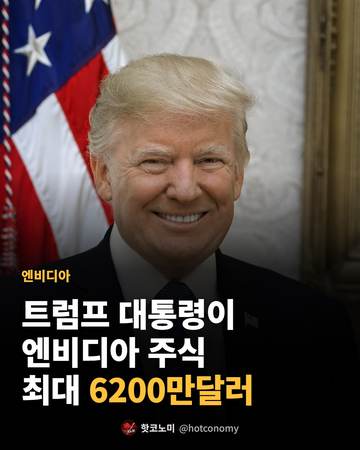 엔비디아
트럼프 대통령이
엔비디아 주식
최대 6200만달러
핫코노미 @hotconomy